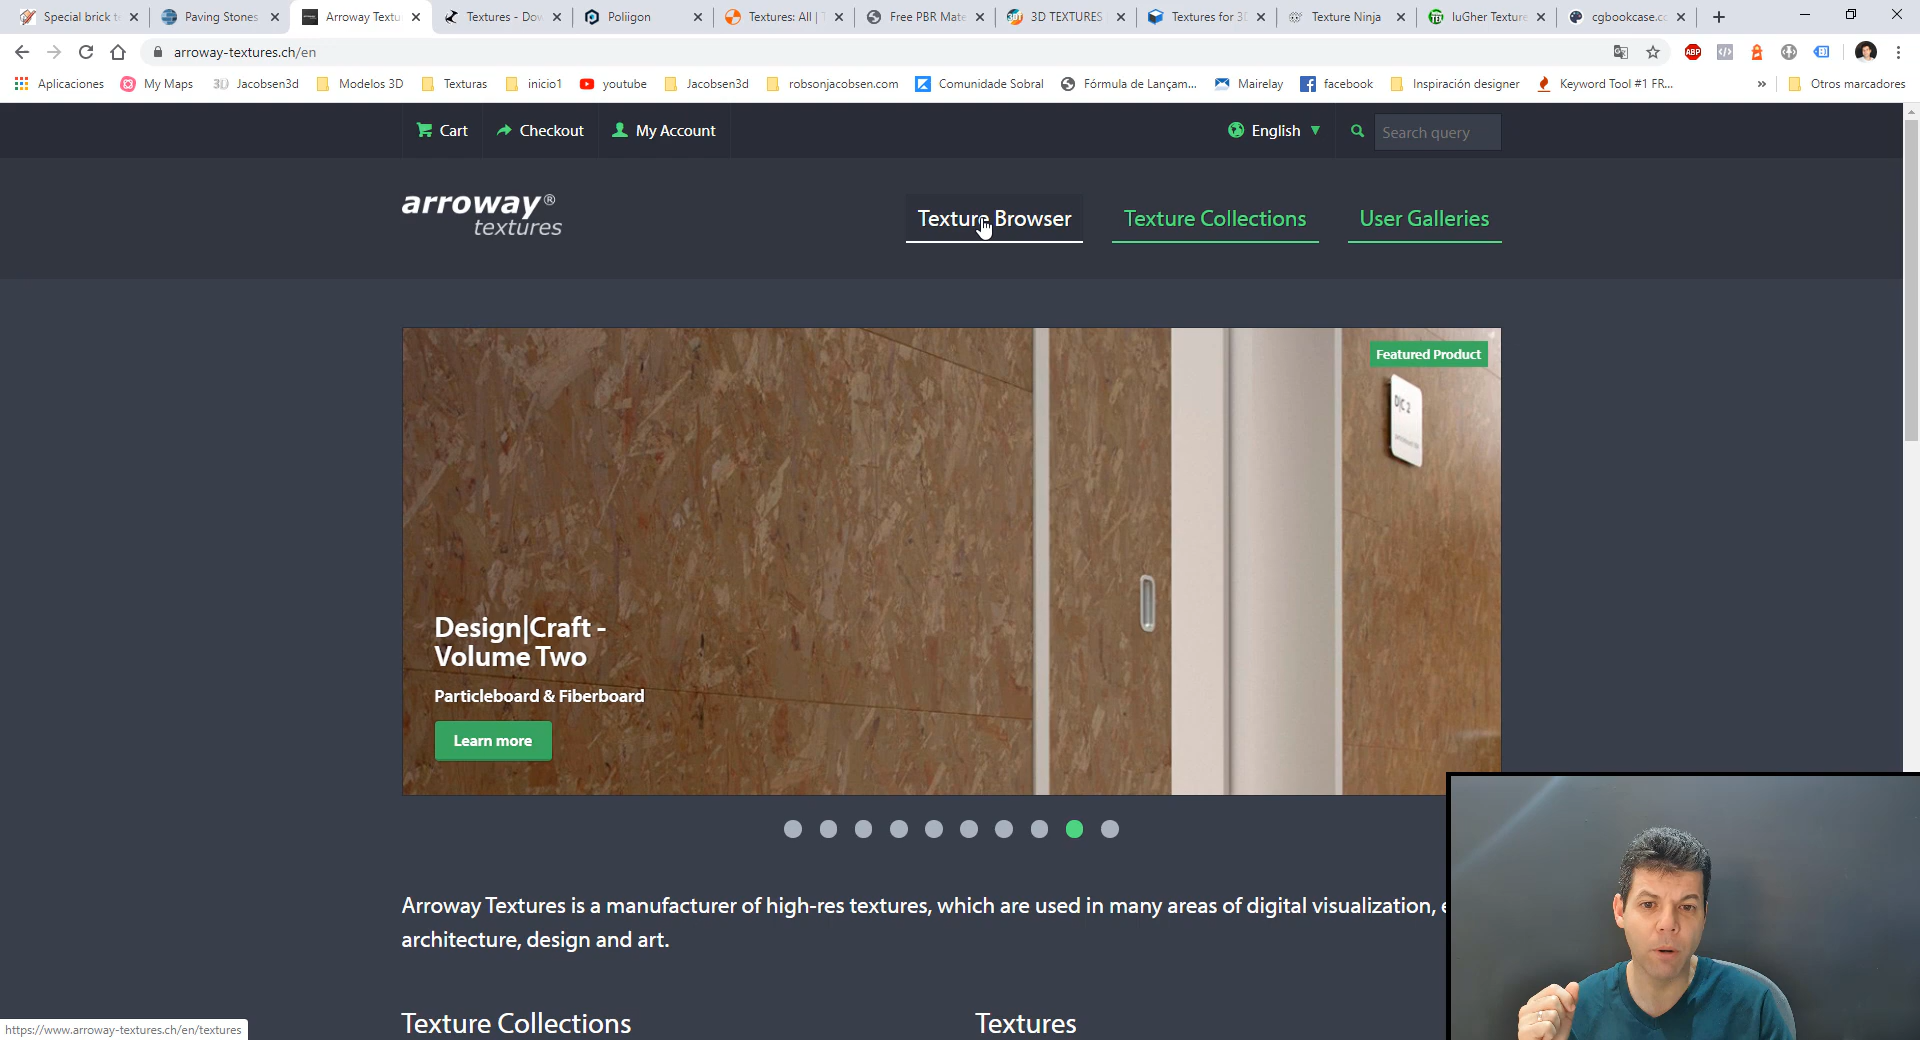 Special brick t
Paving Stones
Arroway Textu
Textures - Dow
Poliigon
Textures: All | T
Free PBR Mate
3D TEXTURES
Textures for 3D
Texture Ninja
luGher Texture
cgbookcase.co
arroway-textures.ch/en
ABP
Aplicaciones
My Maps
Jacobsen3d
Modelos 3D
Texturas
inicio1
youtube
Jacobsen3d
robsonjacobsen.com
Comunidade Sobral
Fórmula de Lançam...
Mairelay
facebook
Inspiración designer
Keyword Tool #1 FR...
»
Otros marcadores
Cart
Checkout
My Account
English
Search query
arroway®
textures
Texture Browser
Texture Collections
User Galleries
Featured Product
D|C 2
Design|Craft -
Volume Two
Particleboard & Fiberboard
Learn more
Arroway Textures is a manufacturer of high-res textures, which are used in many areas of digital visualization, e
architecture, design and art.
Texture Collections
Textures
https://www.arroway-textures.ch/en/textures